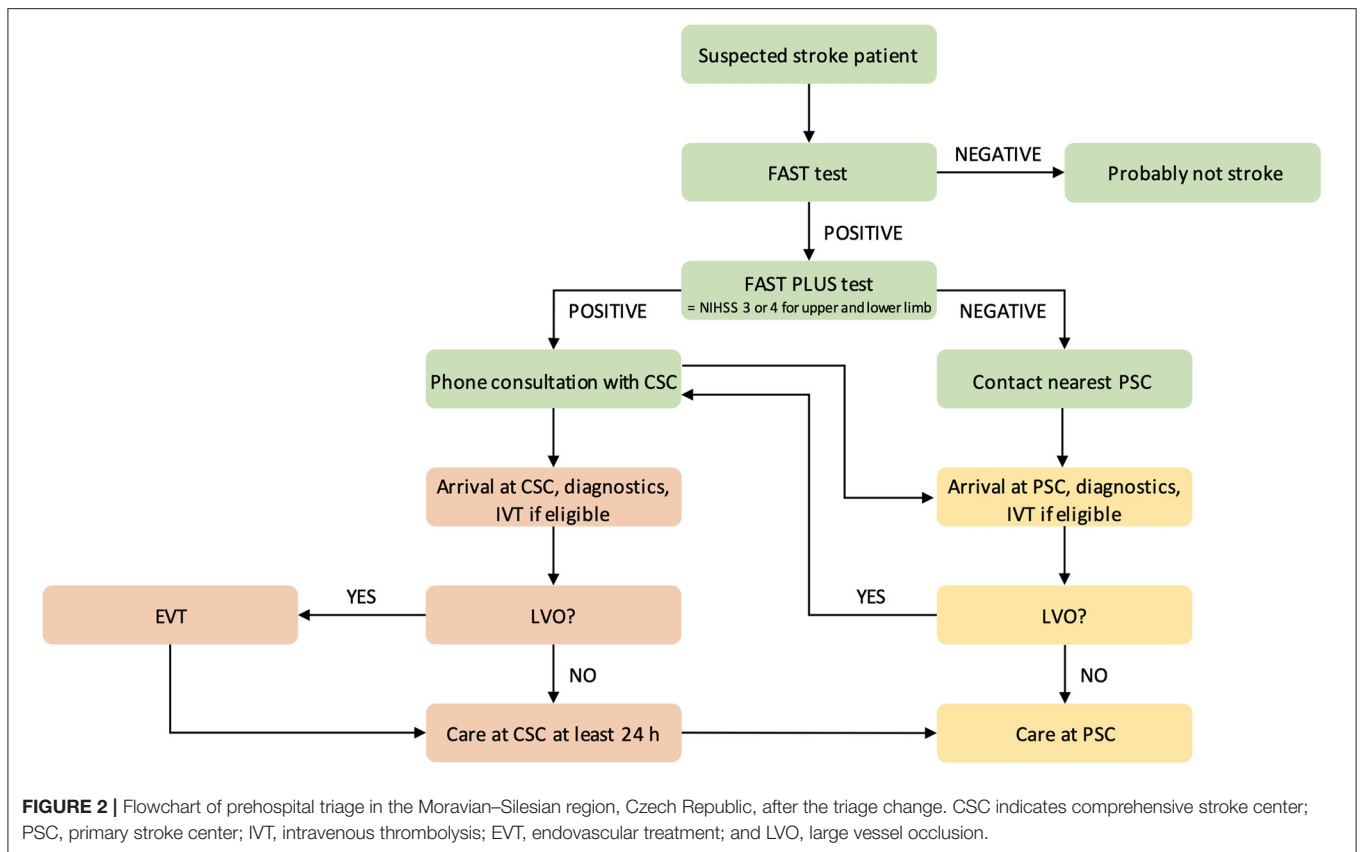 Suspected stroke patient
FAST test
NEGATIVE
Probably not stroke
POSITIVE
FAST PLUS test
= NIHSS 3 or 4 for upper and lower limb
POSITIVE
NEGATIVE
Phone consultation with CSC
Contact nearest PSC
Arrival at CSC, diagnostics,
IVT if eligible
Arrival at PSC, diagnostics,
IVT if eligible
EVT
YES
LVO?
YES
LVO?
NO
NO
Care at CSC at least 24 h
Care at PSC
FIGURE 2 | Flowchart of prehospital triage in the Moravian–Silesian region, Czech Republic, after the triage change. CSC indicates comprehensive stroke center;
PSC, primary stroke center; IVT, intravenous thrombolysis; EVT, endovascular treatment; and LVO, large vessel occlusion.